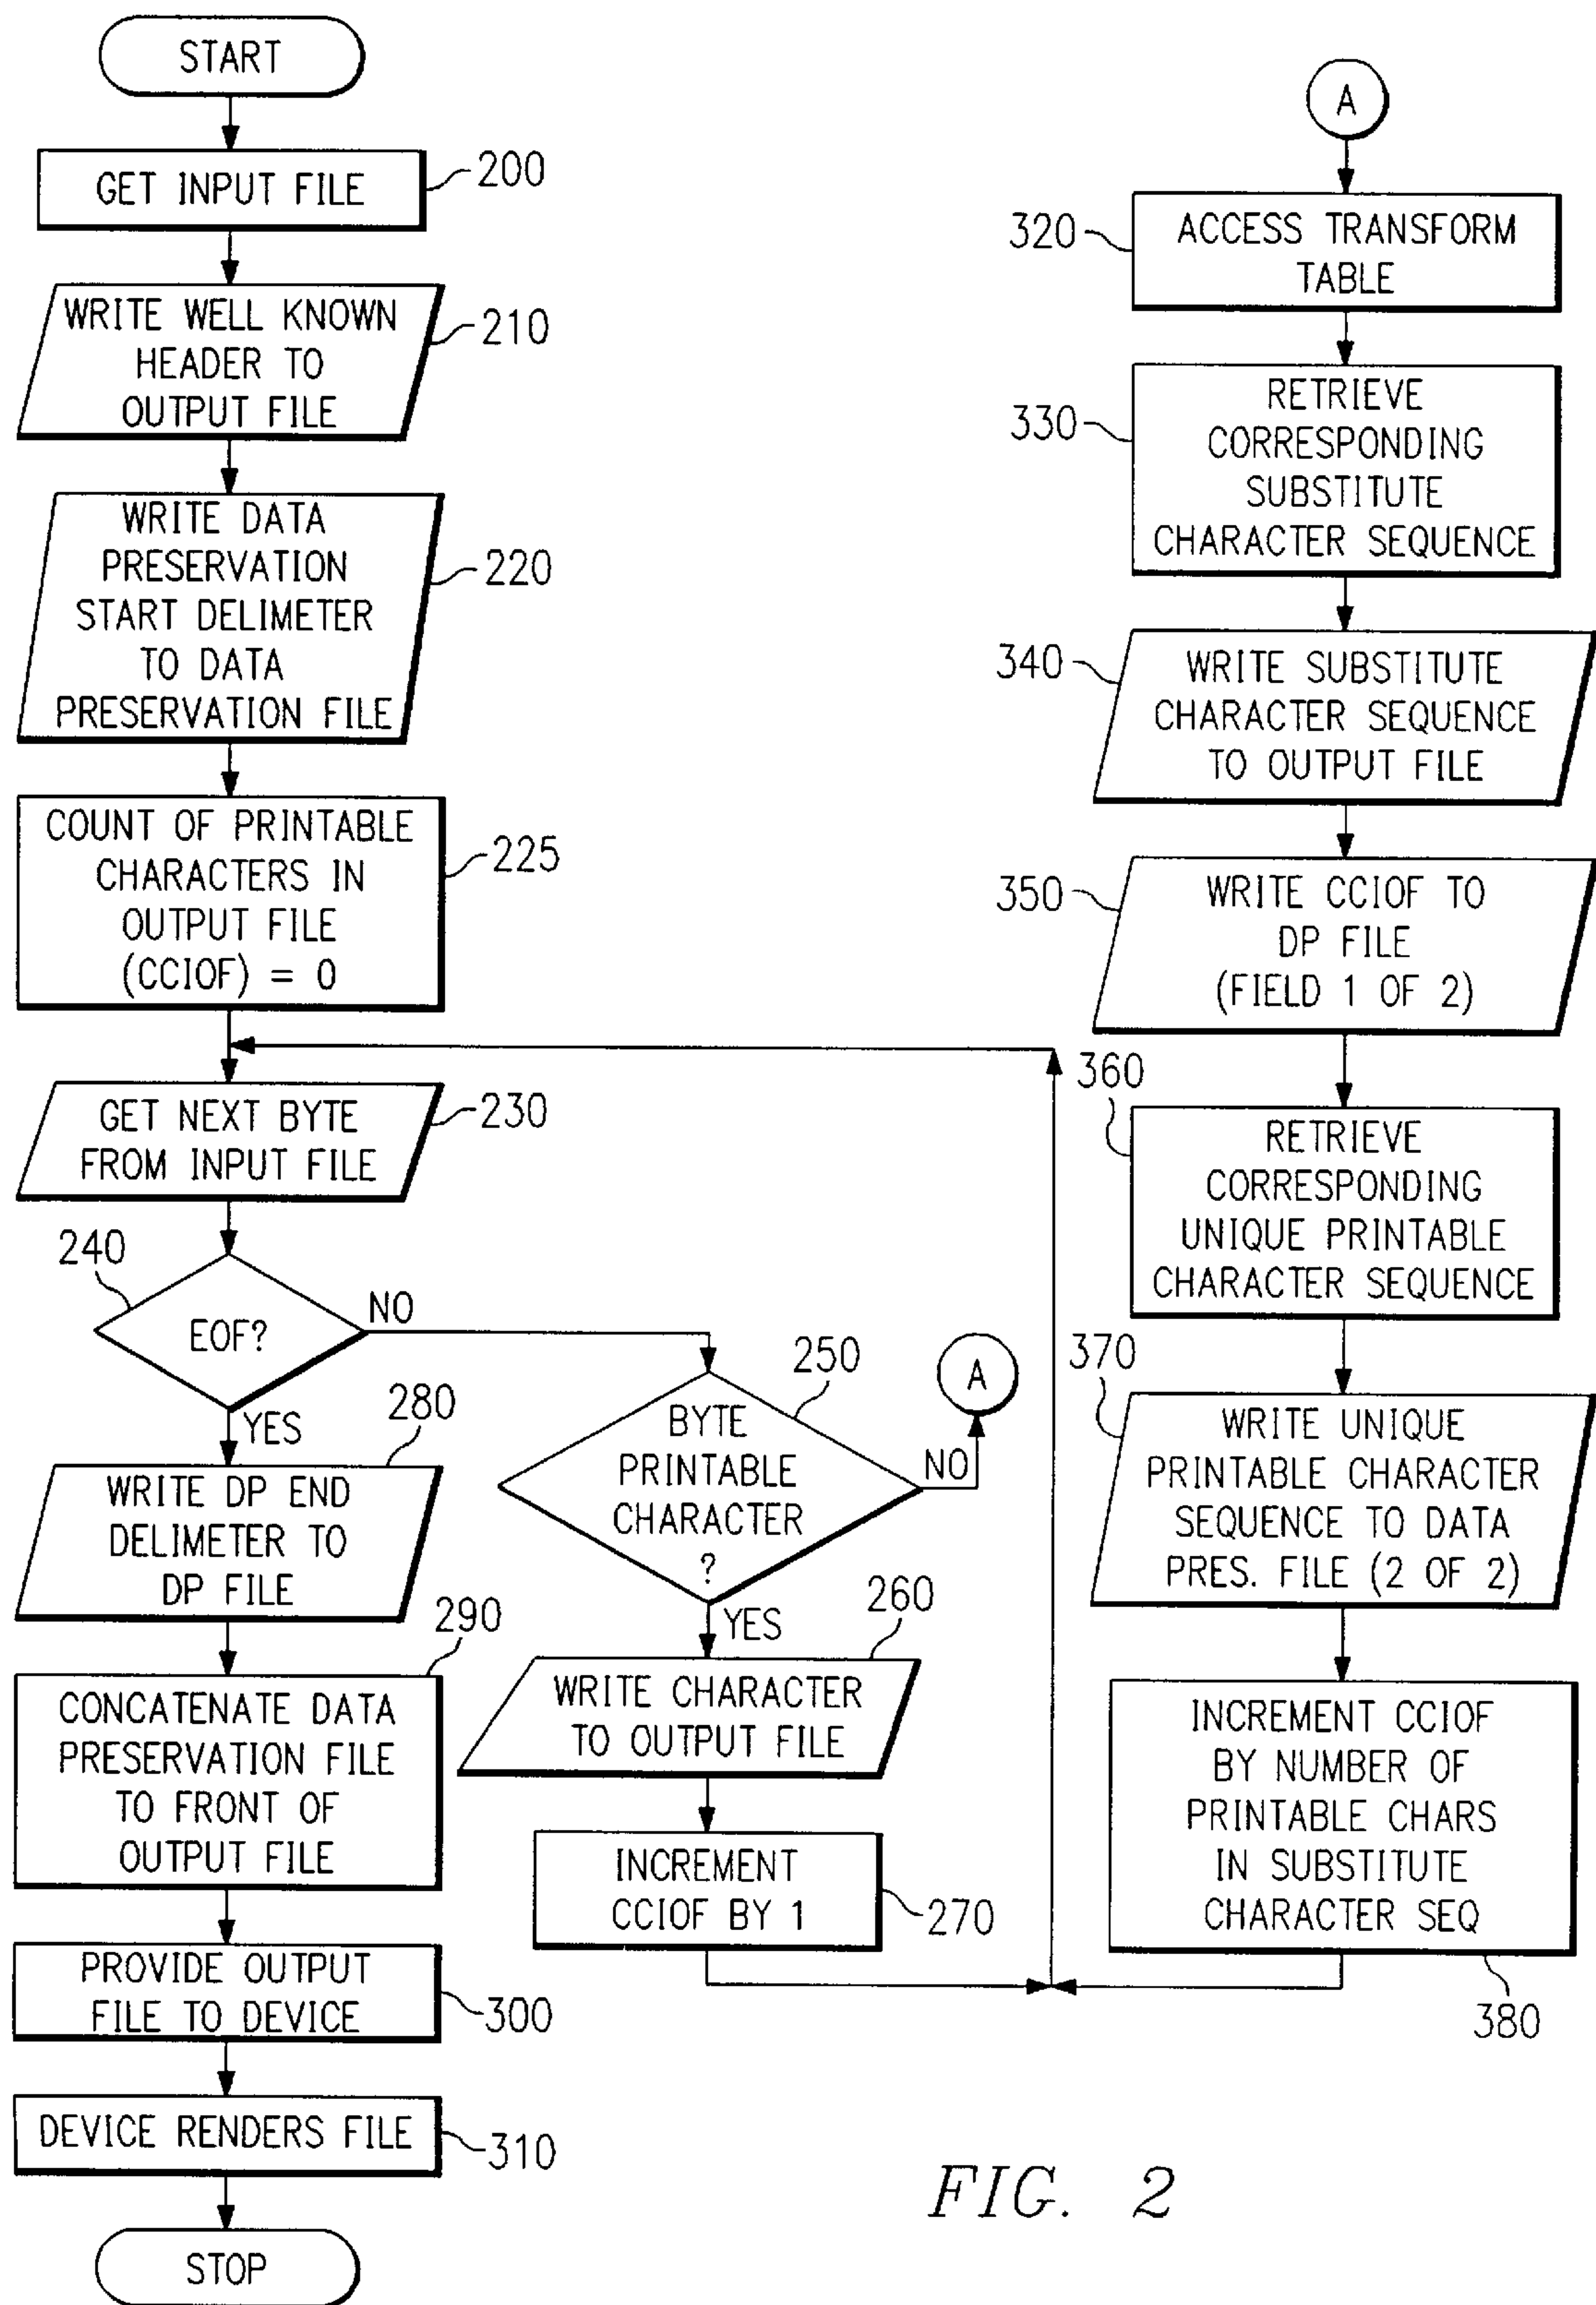 START
GET INPUT FILE
200
WRITE WELL KNOWN
HEADER TO
OUTPUT FILE
210
WRITE DATA
PRESERVATION
START DELIMETER
TO DATA
PRESERVATION FILE
220
COUNT OF PRINTABLE
CHARACTERS IN
OUTPUT FILE
(CCIOF) = 0
225
GET NEXT BYTE
FROM INPUT FILE
230
240
EOF?
NO
YES
280
WRITE DP END
DELIMETER TO
DP FILE
290
CONCATENATE DATA
PRESERVATION FILE
TO FRONT OF
OUTPUT FILE
PROVIDE OUTPUT
FILE TO DEVICE
300
DEVICE RENDERS FILE
310
STOP
250
BYTE
PRINTABLE
CHARACTER
?
NO
A
YES
260
WRITE CHARACTER
TO OUTPUT FILE
INCREMENT
CCIOF BY 1
270
A
320
ACCESS TRANSFORM
TABLE
330
RETRIEVE
CORRESPONDING
SUBSTITUTE
CHARACTER SEQUENCE
340
WRITE SUBSTITUTE
CHARACTER SEQUENCE
TO OUTPUT FILE
350
WRITE CCIOF TO
DP FILE
(FIELD 1 OF 2)
360
RETRIEVE
CORRESPONDING
UNIQUE PRINTABLE
CHARACTER SEQUENCE
370
WRITE UNIQUE
PRINTABLE CHARACTER
SEQUENCE TO DATA
PRES. FILE (2 OF 2)
INCREMENT CCIOF
BY NUMBER OF
PRINTABLE CHARS
IN SUBSTITUTE
CHARACTER SEQ
380
FIG. 2